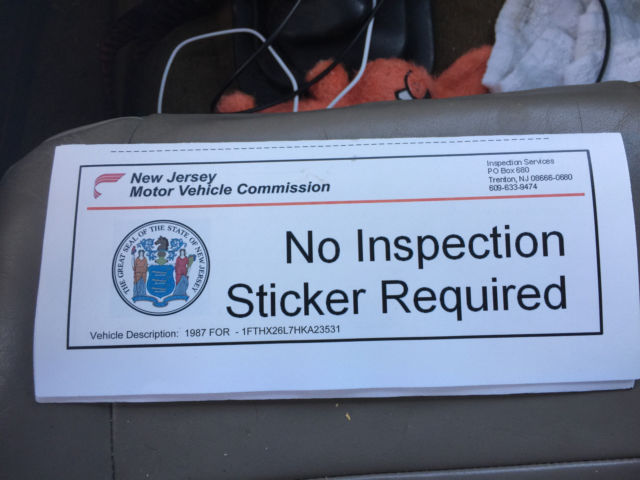 New Jersey
Motor Vehicle Commission
Inspection Services
PO Box 680
Trenton, NJ 08666-0680
609-633-9474
THE GREAT SEAL OF THE STATE OF NEW JERSEY
No Inspection
Sticker Required
Vehicle Description: 1987 FOR - 1FTHX26L7HKA23531